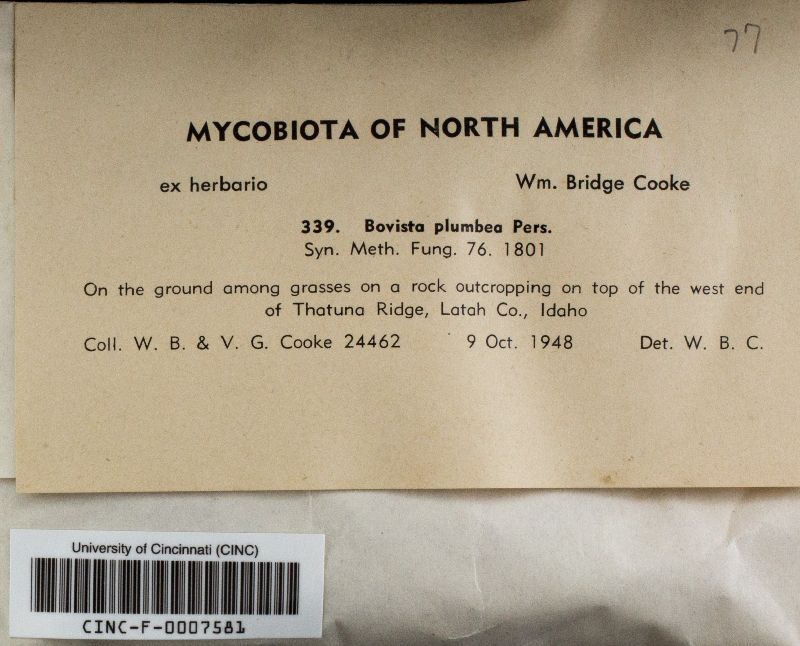 77
MYCOBIOTA OF NORTH AMERICA
ex herbario Wm. Bridge Cooke
339. Bovista plumbea Pers.
Syn. Meth. Fung. 76. 1801
On the ground among grasses on a rock outcropping on top of the west end
of Thatuna Ridge, Latah Co., Idaho
Coll. W. B. & V. G. Cooke 24462 9 Oct. 1948 Det. W. B. C.
University of Cincinnati (CINC)
CINC-F-0007581